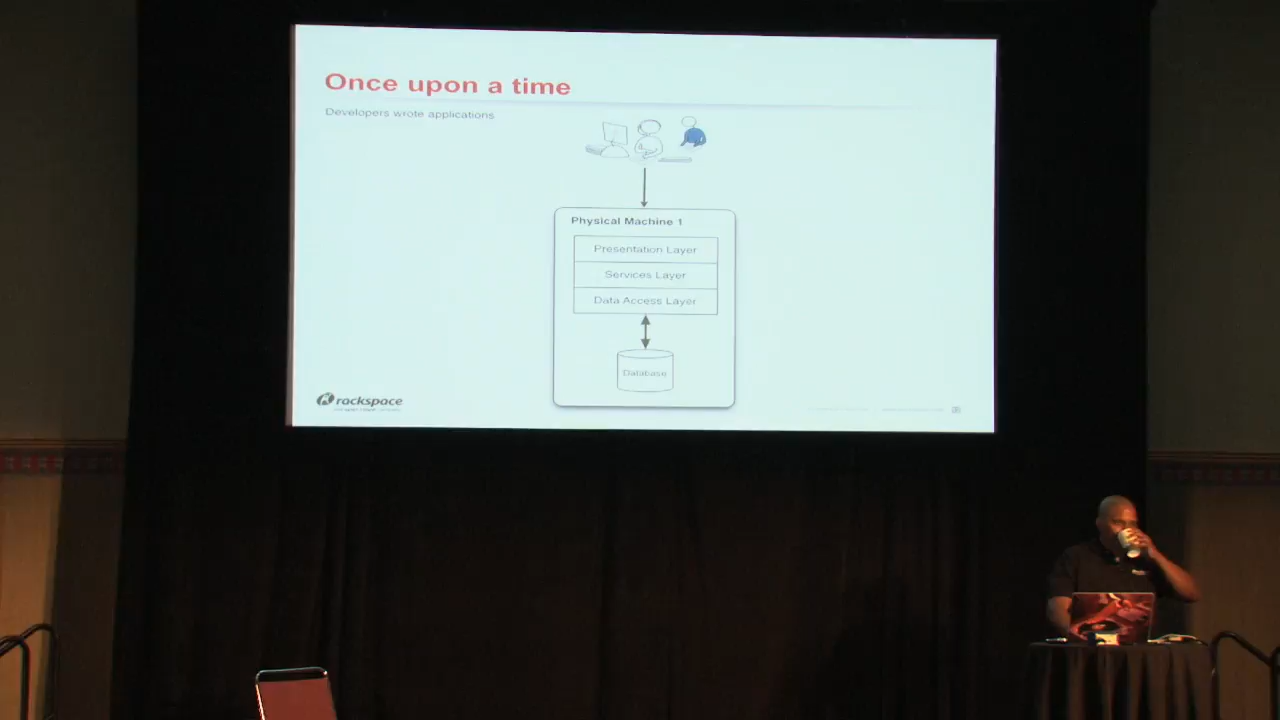 Once upon a time
Developers wrote applications
Physical Machine 1
Presentation Layer
Services Layer
Data Access Layer
Database
rackspace